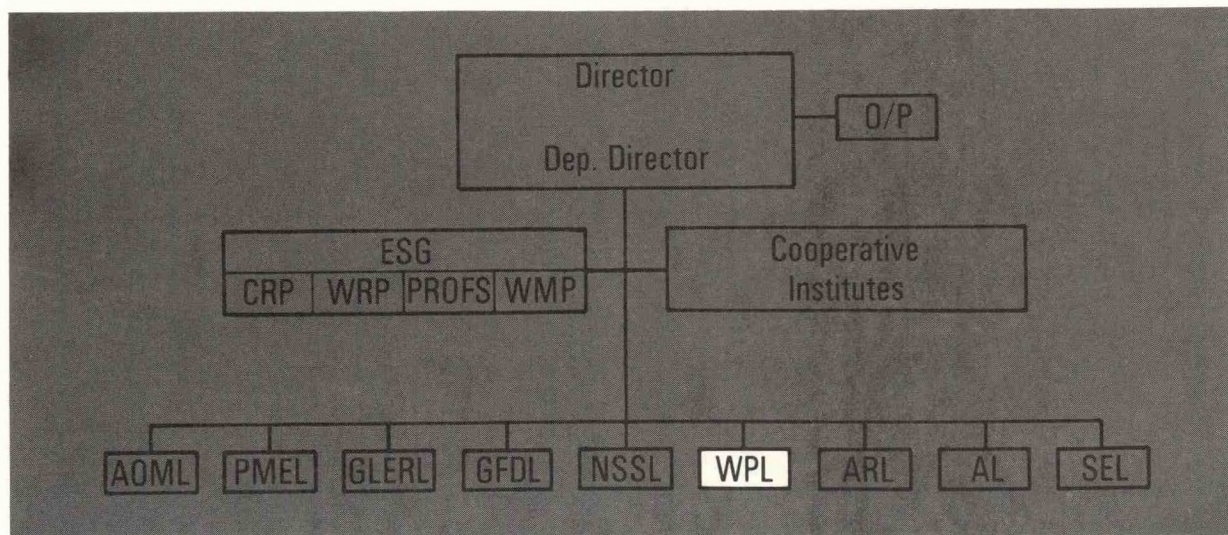 Director
O/P
Dep. Director
ESG
CRP WRP PROFS WMP
Cooperative
Institutes
AOML PMEL GLERL GFDL NSSL WPL ARL AL SEL